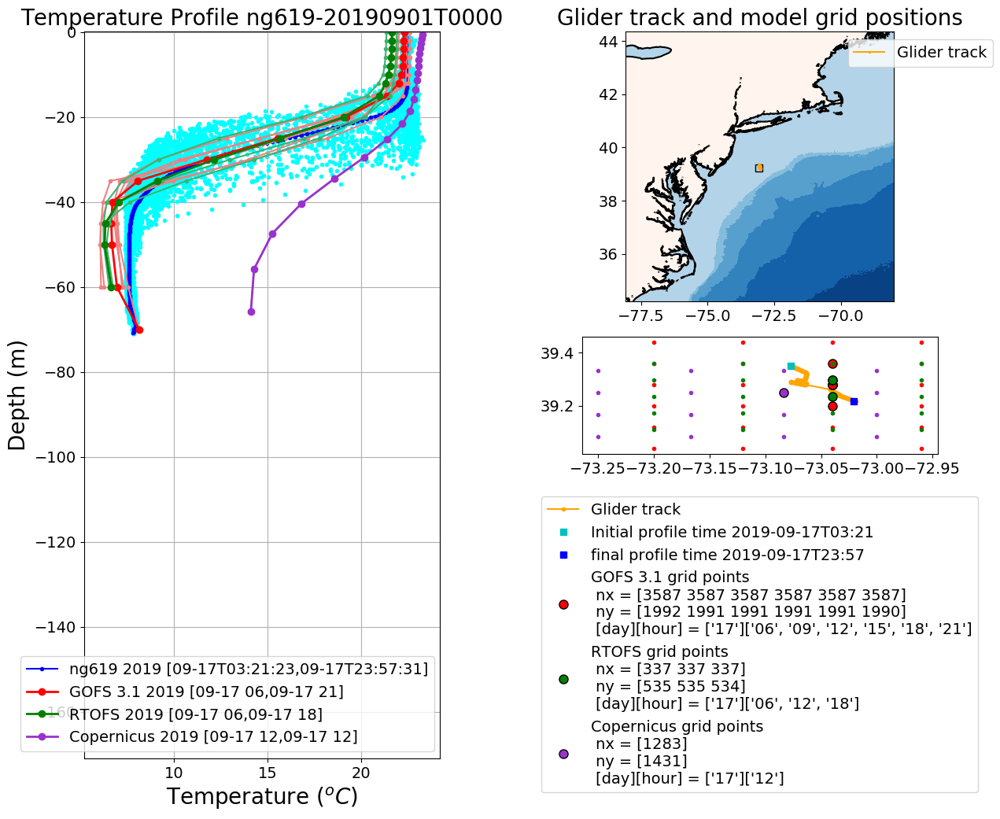 Temperature Profile ng619-20190901T0000
0
−20
−40
−60
−80
−100
−120
−140
−160
Depth (m)
ng619 2019 [09-17T03:21:23,09-17T23:57:31]
GOFS 3.1 2019 [09-17 06,09-17 21]
RTOFS 2019 [09-17 06,09-17 18]
Copernicus 2019 [09-17 12,09-17 12]
10 15 20
Temperature (°C)
Glider track and model grid positions
Glider track
44
42
40
38
36
−77.5 −75.0 −72.5 −70.0
39.4
39.2
−73.25 −73.20 −73.15 −73.10 −73.05 −73.00 −72.95
Glider track
Initial profile time 2019-09-17T03:21
final profile time 2019-09-17T23:57
GOFS 3.1 grid points
nx = [3587 3587 3587 3587 3587 3587]
ny = [1992 1991 1991 1991 1991 1990]
[day][hour] = ['17']['06', '09', '12', '15', '18', '21']
RTOFS grid points
nx = [337 337 337]
ny = [535 535 534]
[day][hour] = ['17']['06', '12', '18']
Copernicus grid points
nx = [1283]
ny = [1431]
[day][hour] = ['17']['12']